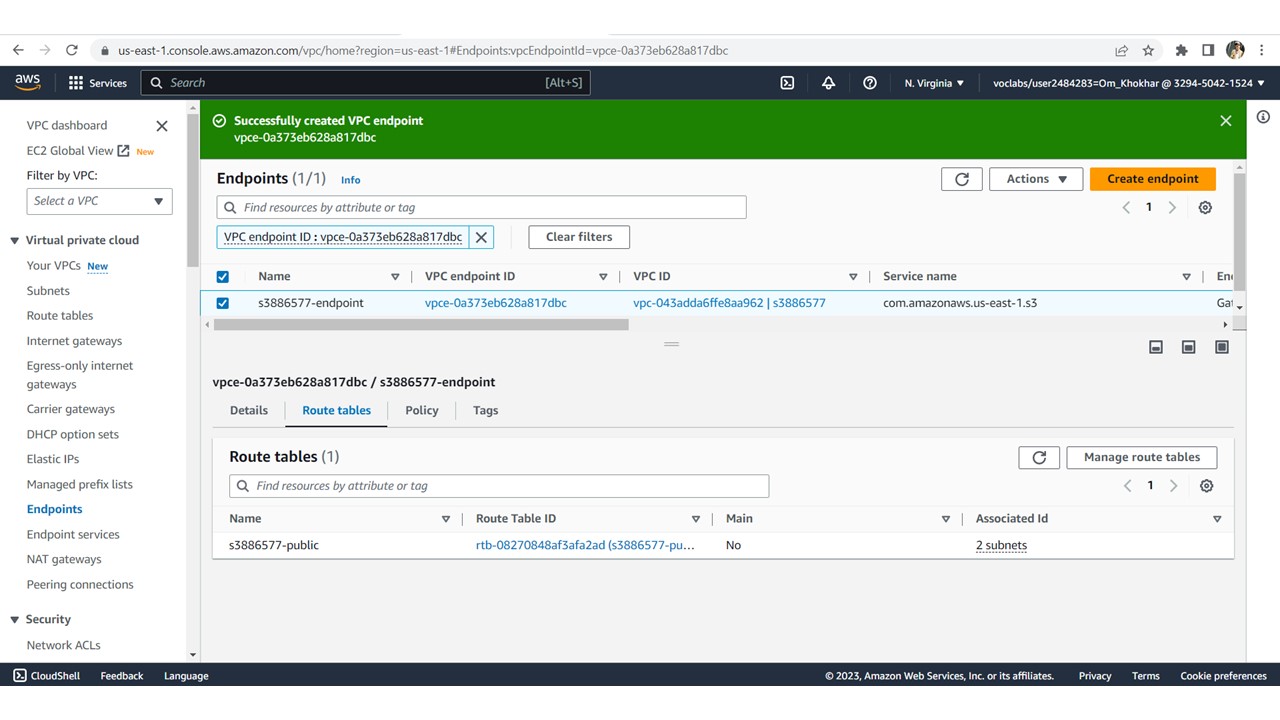 us-east-1.console.aws.amazon.com/vpc/home?region=us-east-1#Endpoints:vpcEndpointId=vpce-0a373eb628a817dbc
aws
Services
Search
[Alt+S]
N. Virginia
voclabs/user2484283=Om_Khokhar @ 3294-5042-1524
VPC dashboard
EC2 Global View
New
Filter by VPC:
Select a VPC
Virtual private cloud
Your VPCs New
Subnets
Route tables
Internet gateways
Egress-only internet
gateways
Carrier gateways
DHCP option sets
Elastic IPs
Managed prefix lists
Endpoints
Endpoint services
NAT gateways
Peering connections
Security
Network ACLs
Successfully created VPC endpoint
vpce-0a373eb628a817dbc
Endpoints (1/1) Info
Actions
Create endpoint
Find resources by attribute or tag
1
VPC endpoint ID : vpce-0a373eb628a817dbc
Clear filters
Name VPC endpoint ID VPC ID Service name En
s3886577-endpoint vpce-0a373eb628a817dbc vpc-043adda6ffe8aa962 | s3886577 com.amazonaws.us-east-1.s3 Gat
vpce-0a373eb628a817dbc / s3886577-endpoint
Details Route tables Policy Tags
Route tables (1)
Manage route tables
Find resources by attribute or tag
1
Name Route Table ID Main Associated Id
s3886577-public rtb-08270848af3afa2ad (s3886577-pu... No 2 subnets
CloudShell Feedback Language
© 2023, Amazon Web Services, Inc. or its affiliates. Privacy Terms Cookie preferences